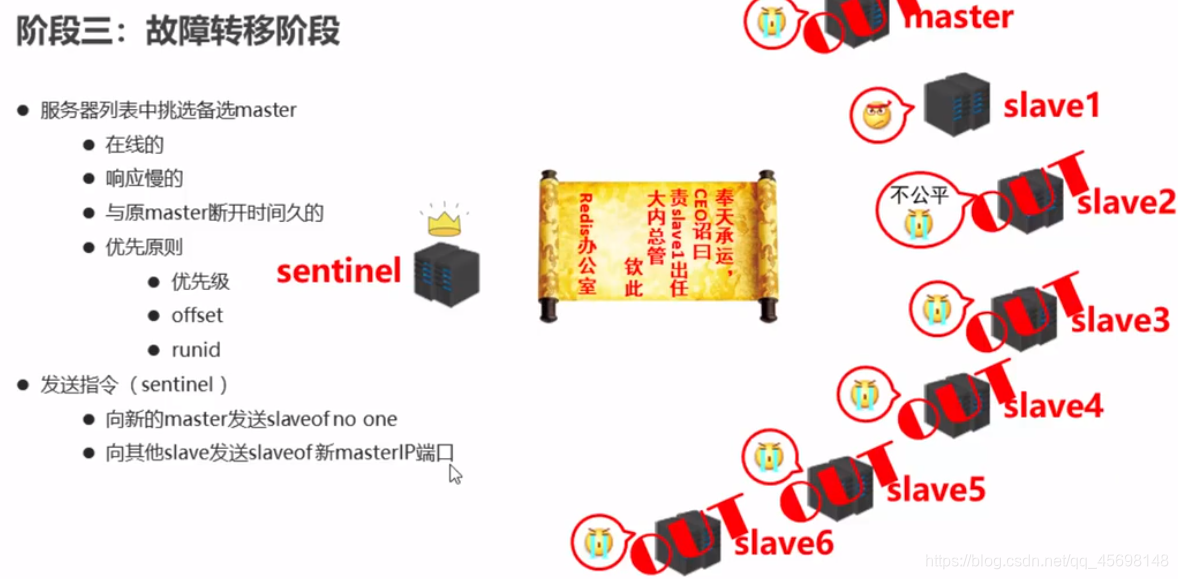 阶段三：故障转移阶段
服务器列表中挑选备选master
在线的
响应慢的
与原master断开时间久的
优先原则
优先级
offset
runid
发送指令（sentinel ）
向新的master发送slaveof no one
向其他slave发送slaveof 新masterIP端口
sentinel
奉天承运，
CEO诏曰
责slave1出任
大内总管
钦此
Redis办公室
OUT
master
slave1
不公平
OUT
slave2
OUT
slave3
OUT
slave4
OUT
slave5
OUT
slave6
https://blog.csdn.net/qq_45698148